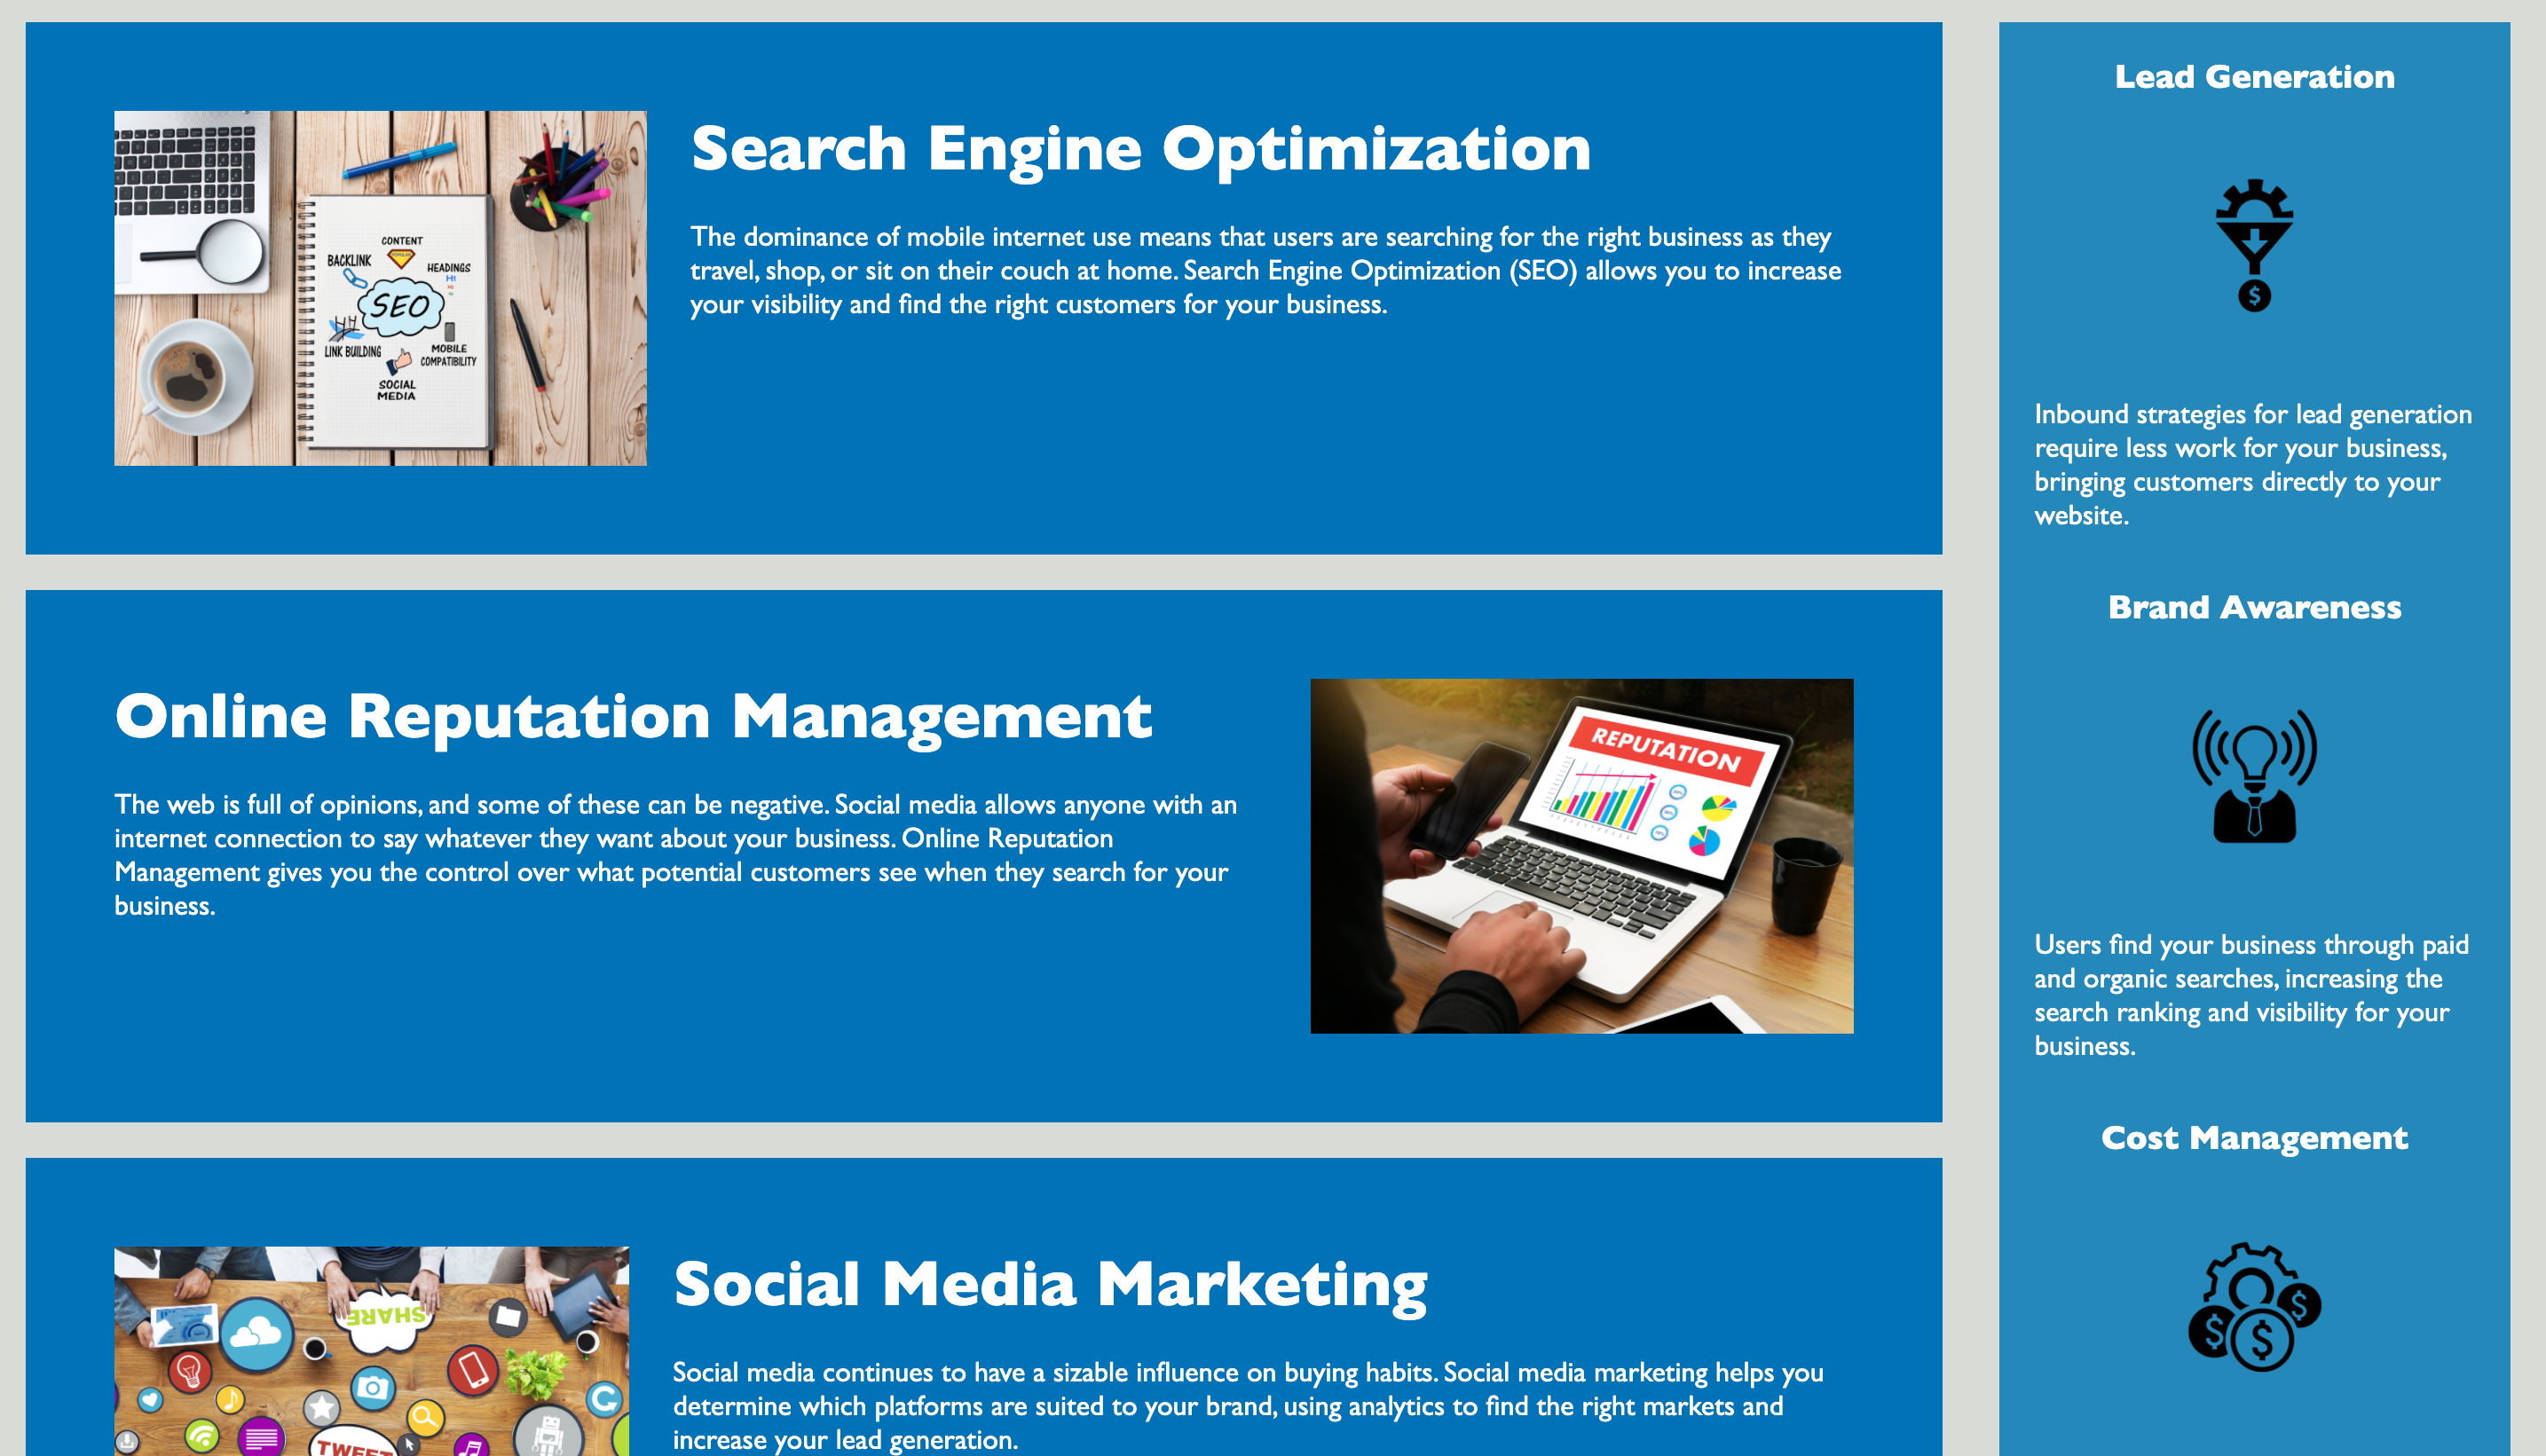 Search Engine Optimization
The dominance of mobile internet use means that users are searching for the right business as they
travel, shop, or sit on their couch at home. Search Engine Optimization (SEO) allows you to increase
your visibility and find the right customers for your business.
CONTENT
BACKLINK
HEADINGS
SEO
LINK BUILDING
MOBILE
COMPATIBILITY
SOCIAL
MEDIA
Online Reputation Management
The web is full of opinions, and some of these can be negative. Social media allows anyone with an
internet connection to say whatever they want about your business. Online Reputation
Management gives you the control over what potential customers see when they search for your
business.
REPUTATION
Social Media Marketing
Social media continues to have a sizable influence on buying habits. Social media marketing helps you
determine which platforms are suited to your brand, using analytics to find the right markets and
increase your lead generation.
SHARE
TWEET
Lead Generation
$
Inbound strategies for lead generation
require less work for your business,
bringing customers directly to your
website.
Brand Awareness
Users find your business through paid
and organic searches, increasing the
search ranking and visibility for your
business.
Cost Management
$
$
$